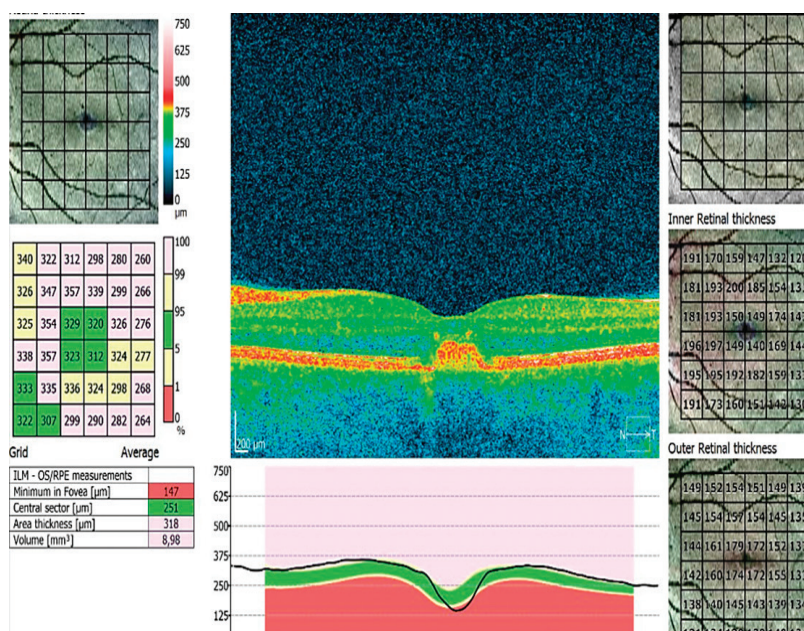 750
625
500
375
250
125
0
µm
340 322 312 298 280 260
326 347 357 339 299 266
325 354 329 320 326 276
338 357 323 312 324 277
333 335 336 324 298 268
322 307 299 290 282 264
100
99
95
5
1
0
%
Grid
Average
ILM - OS/RPE measurements
Minimum in Fovea [µm] 147
Central sector [µm] 251
Area thickness [µm] 318
Volume [mm³] 8,98
200 µm
N T
750
625
500
375
250
125
Inner Retinal thickness
191 170 159 147 132
181 193 200 185 154
181 193 150 149 174
196 197 149 140 169
195 195 192 182 159
191 173 160 151 142
Outer Retinal thickness
149 152 154 151 149 139
145 154 157 154 145
144 161 179 172 152
142 160 174 172 155
138 140 145 143 139